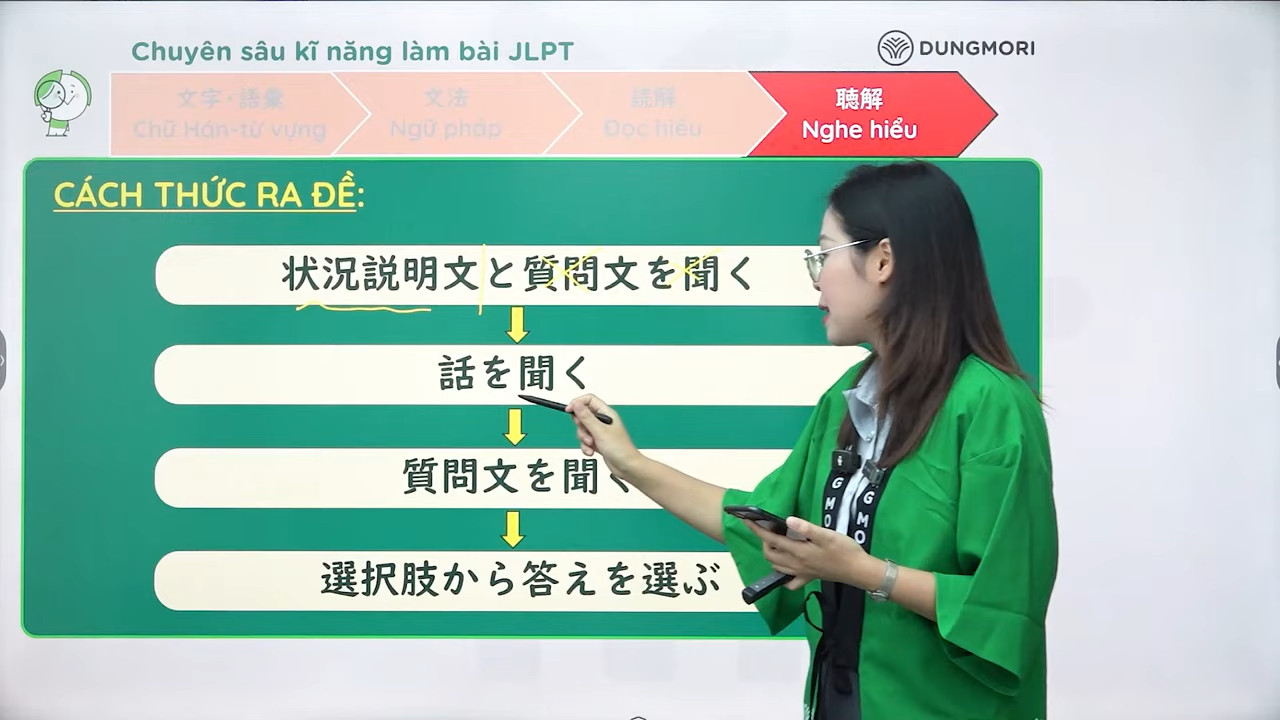 Chuyên sâu kĩ năng làm bài JLPT
DUNGMORI
文字・語彙
Chữ Hán-từ vựng
文法
Ngữ pháp
読解
Đọc hiểu
聴解
Nghe hiểu
CÁCH THỨC RA ĐỀ:
状況説明文と質問文を聞く
話を聞く
質問文を聞く
選択肢から答えを選ぶ
G MO
G MO